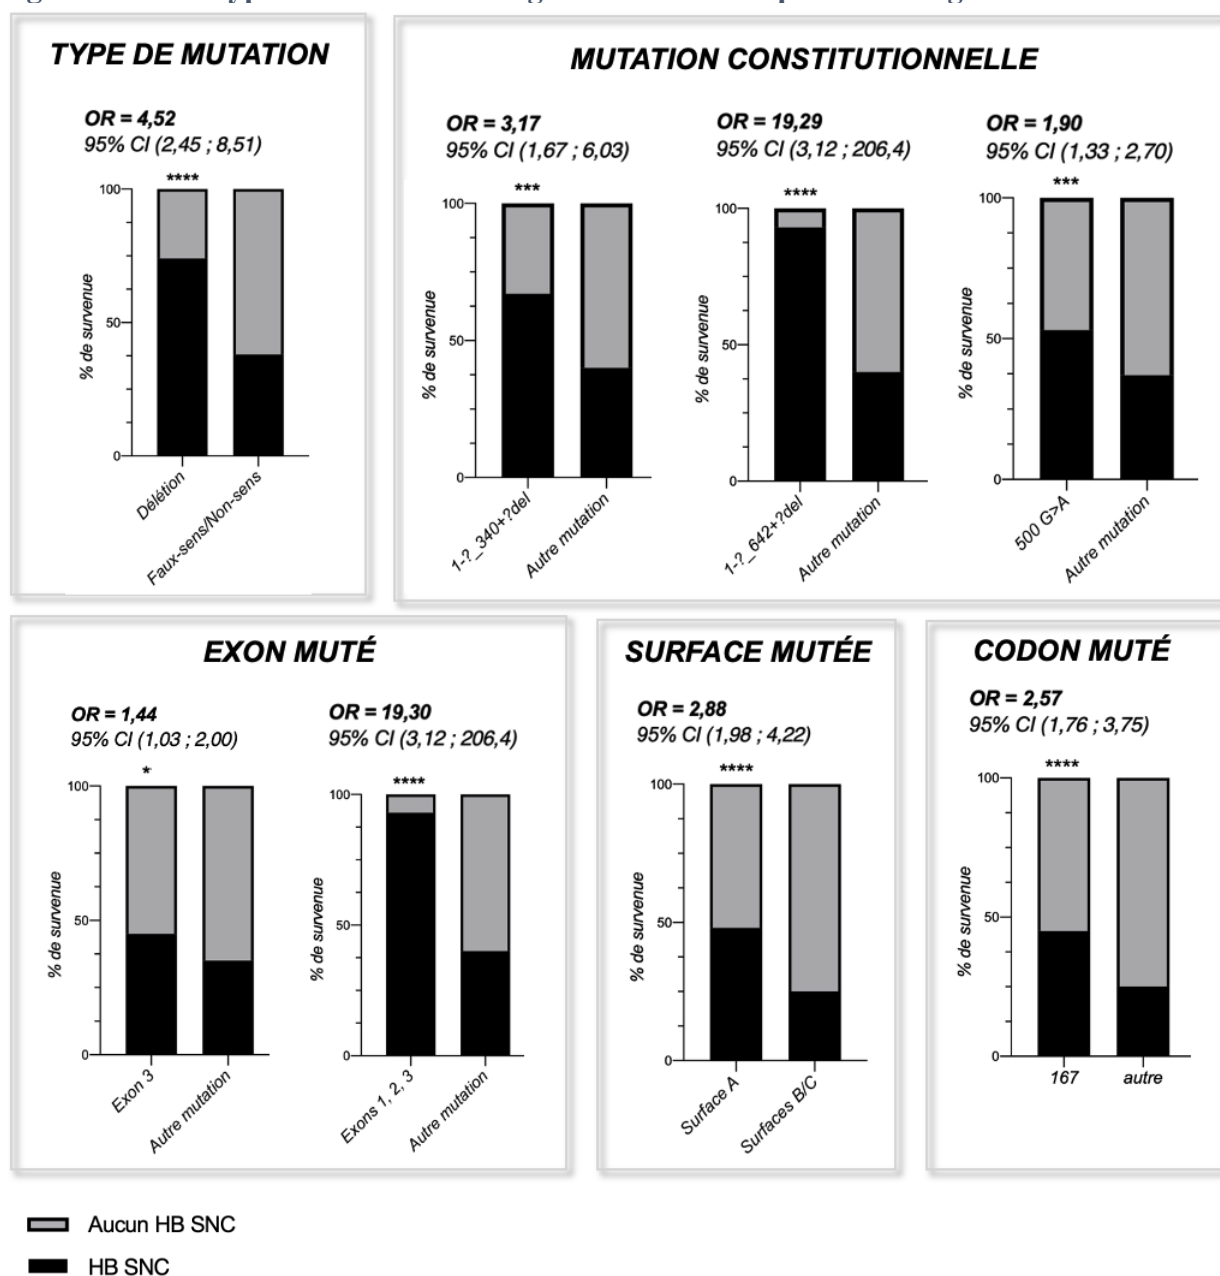 TYPE DE MUTATION
OR = 4,52
95% CI (2,45 ; 8,51)
****
100
50
0
% de survenue
Délétion
Faux-sens/Non-sens
MUTATION CONSTITUTIONNELLE
OR = 3,17
95% CI (1,67 ; 6,03)
***
100
50
0
% de survenue
1-?_340+?del
Autre mutation
OR = 19,29
95% CI (3,12 ; 206,4)
****
100
50
0
% de survenue
1-?_642+?del
Autre mutation
OR = 1,90
95% CI (1,33 ; 2,70)
***
100
50
0
% de survenue
500 G>A
Autre mutation
EXON MUTÉ
OR = 1,44
95% CI (1,03 ; 2,00)
*
100
50
0
% de survenue
Exon 3
Autre mutation
OR = 19,30
95% CI (3,12 ; 206,4)
****
100
50
0
% de survenue
Exons 1, 2, 3
Autre mutation
SURFACE MUTÉE
OR = 2,88
95% CI (1,98 ; 4,22)
****
100
50
0
% de survenue
Surface A
Surfaces B/C
CODON MUTÉ
OR = 2,57
95% CI (1,76 ; 3,75)
****
100
50
0
% de survenue
167
autre
Aucun HB SNC
HB SNC